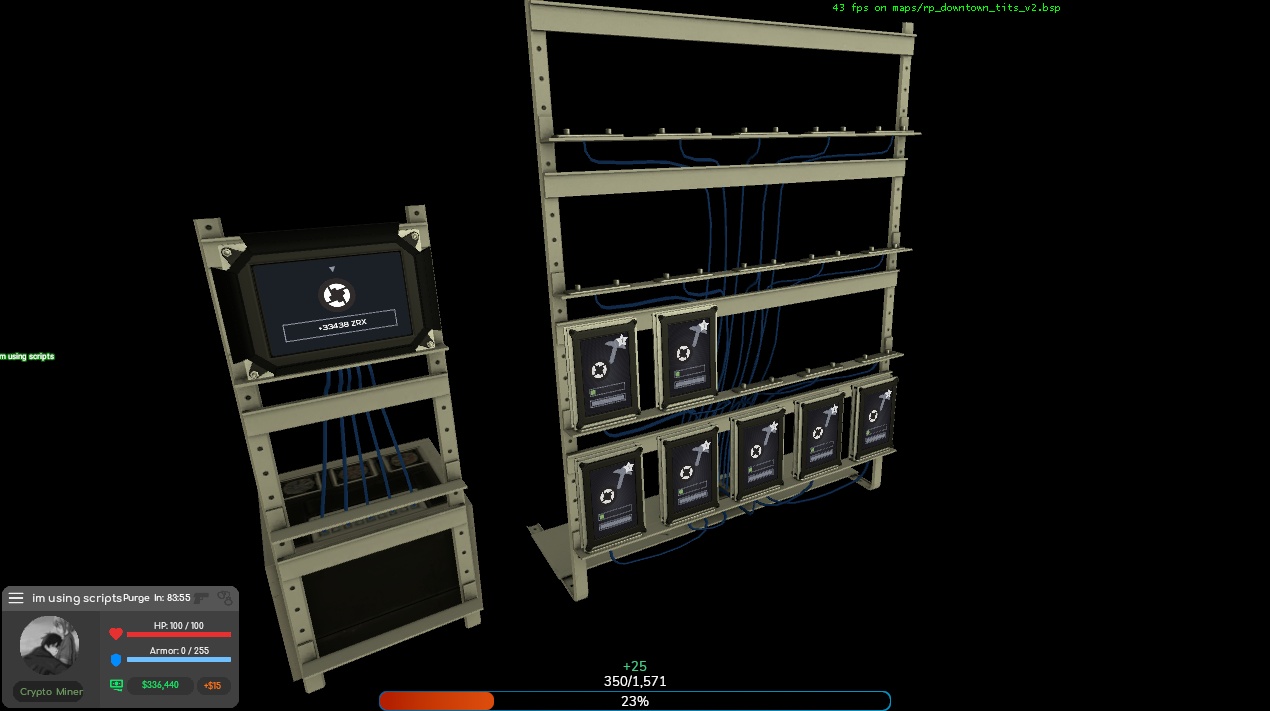 43 fps on maps/rp_downtown_tits_v2.bsp
+33438 ZRX
m using scripts
im using scripts Purge In: 83:55
HP: 100 / 100
Armor: 0 / 255
$336,440 +$15
Crypto Miner
+25
350/1,571
23%